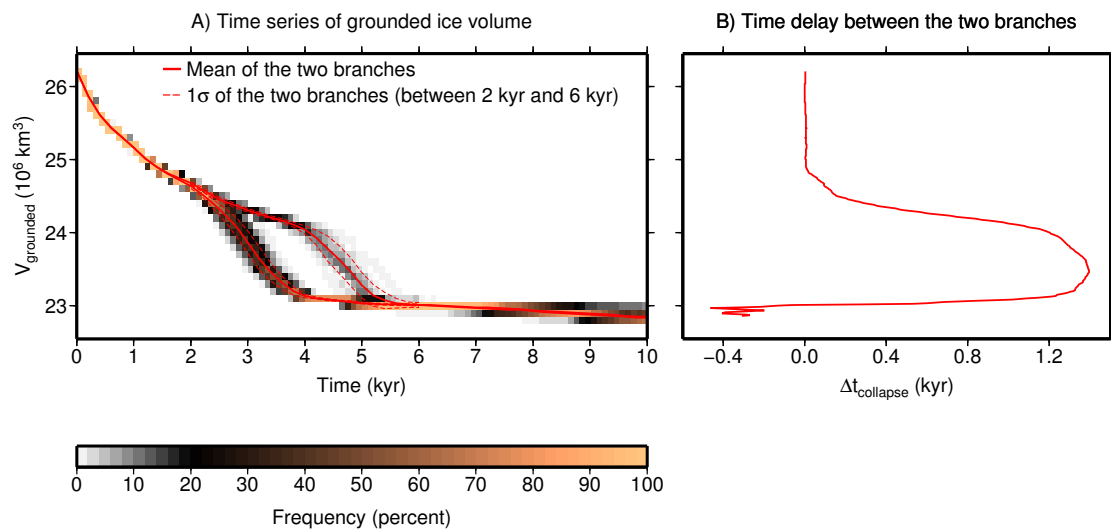 A) Time series of grounded ice volume
B) Time delay between the two branches
Mean of the two branches
1σ of the two branches (between 2 kyr and 6 kyr)
26
25
24
23
V_grounded (10^6 km^3)
0 1 2 3 4 5 6 7 8 9 10
Time (kyr)
−0.4 0.0 0.4 0.8 1.2
Δt_collapse (kyr)
0 10 20 30 40 50 60 70 80 90 100
Frequency (percent)